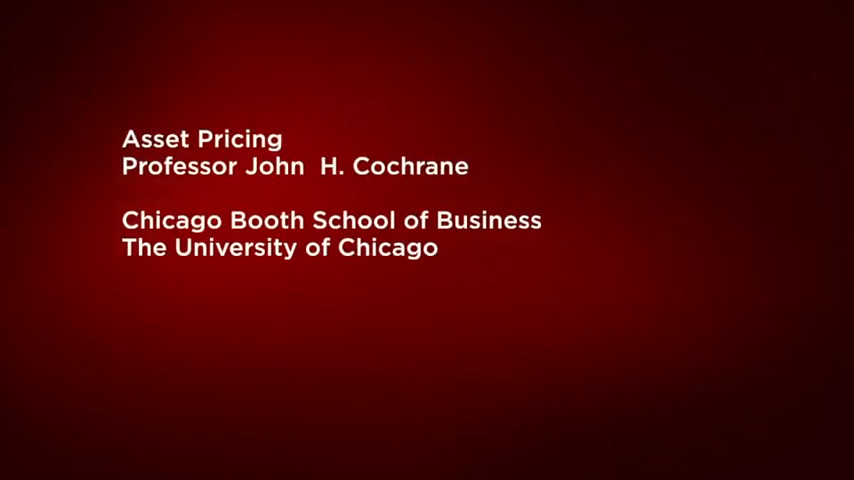 Asset Pricing
Professor John  H. Cochrane
Chicago Booth School of Business
The University of Chicago